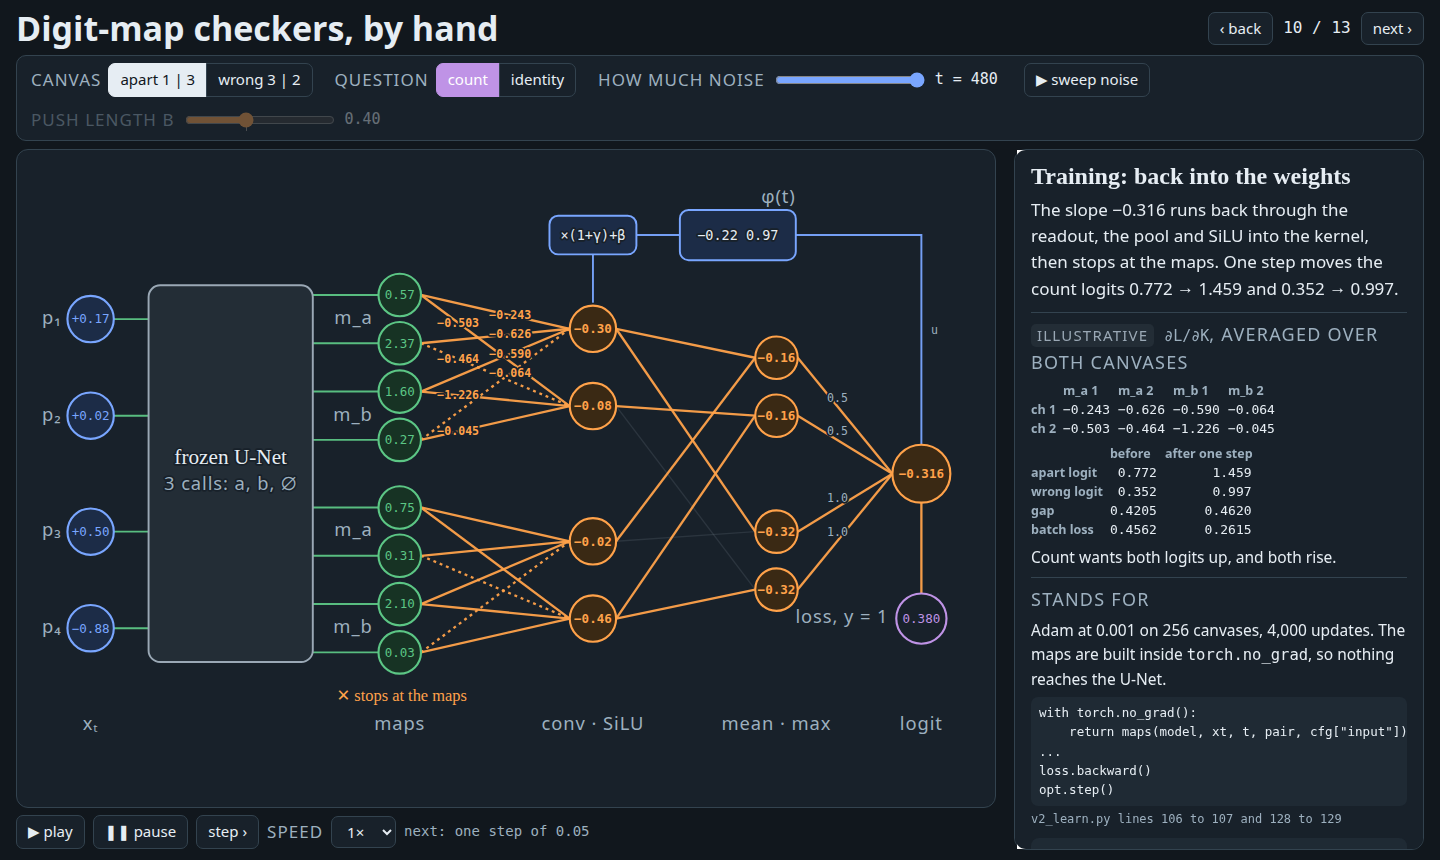 Digit-map checkers, by hand
‹ back
10 / 13
next ›
CANVAS apart 1 | 3 wrong 3 | 2 QUESTION count identity HOW MUCH NOISE t = 480 ▶ sweep noise
PUSH LENGTH B 0.40
φ(t)
×(1+γ)+β
−0.22 0.97
p₁ +0.17
p₂ +0.02
p₃ +0.50
p₄ −0.88
frozen U-Net
3 calls: a, b, ∅
m_a
m_b
m_a
m_b
0.57
2.37
1.60
0.27
0.75
0.31
2.10
0.03
−0.243
−0.503
−0.626
−0.590
−0.464
−0.064
−1.226
−0.045
−0.30
−0.08
−0.02
−0.46
−0.16
−0.16
−0.32
−0.32
0.5
0.5
1.0
1.0
u
−0.316
loss, y = 1 0.380
✕ stops at the maps
xₜ maps conv · SiLU mean · max logit
▶ play ❚❚ pause step › SPEED 1× next: one step of 0.05
Training: back into the weights
The slope −0.316 runs back through the
readout, the pool and SiLU into the kernel,
then stops at the maps. One step moves the
count logits 0.772 → 1.459 and 0.352 → 0.997.
ILLUSTRATIVE ∂L/∂K, AVERAGED OVER
BOTH CANVASES
m_a 1 m_a 2 m_b 1 m_b 2
ch 1 −0.243 −0.626 −0.590 −0.064
ch 2 −0.503 −0.464 −1.226 −0.045
before after one step
apart logit 0.772 1.459
wrong logit 0.352 0.997
gap 0.4205 0.4620
batch loss 0.4562 0.2615
Count wants both logits up, and both rise.
STANDS FOR
Adam at 0.001 on 256 canvases, 4,000 updates. The
maps are built inside torch.no_grad, so nothing
reaches the U-Net.
with torch.no_grad():
    return maps(model, xt, t, pair, cfg["input"])
...
loss.backward()
opt.step()
v2_learn.py lines 106 to 107 and 128 to 129